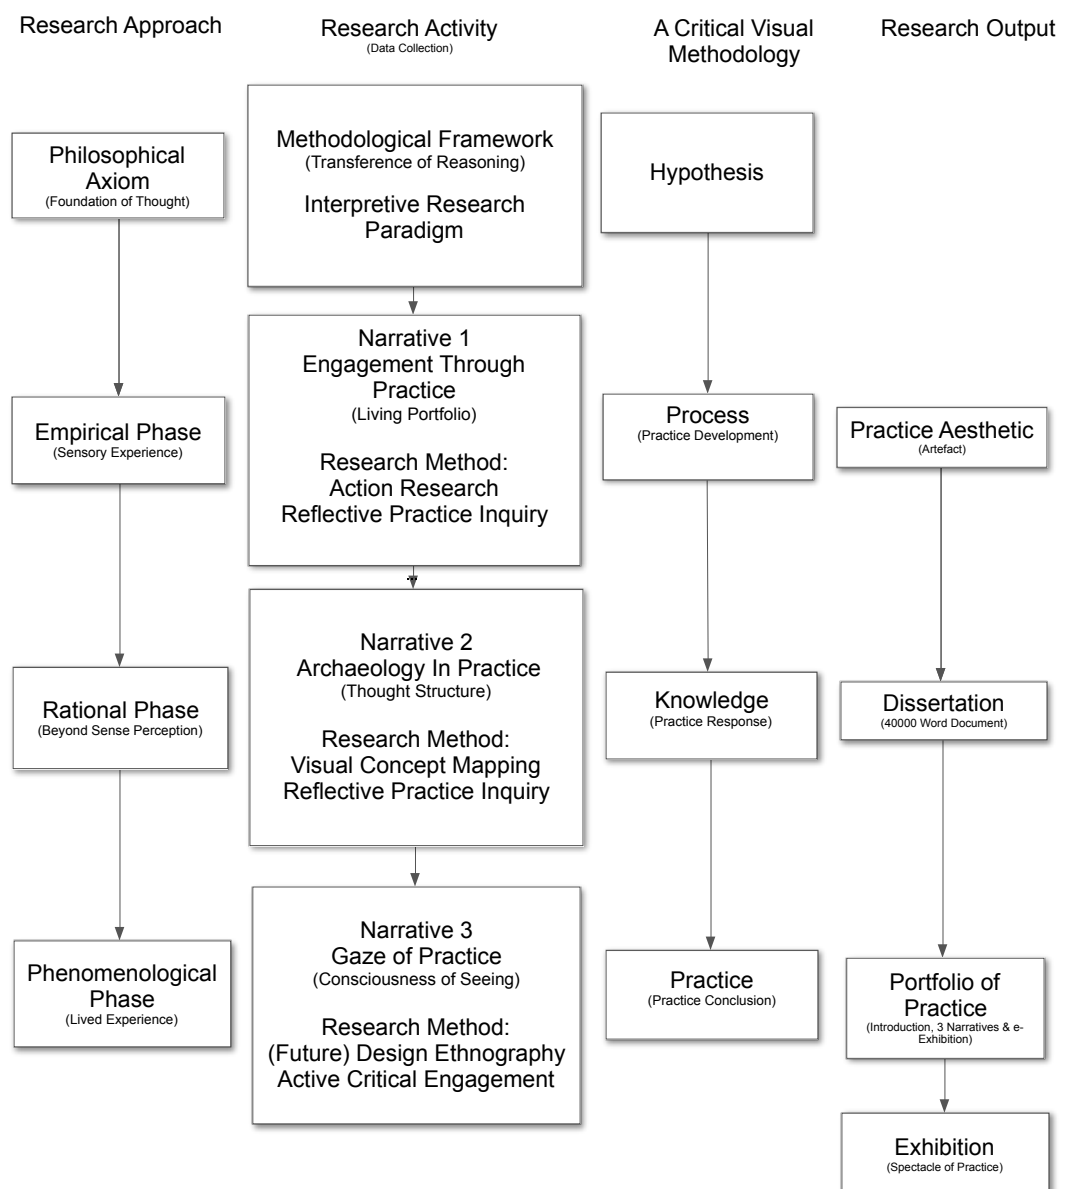 Research Approach
Research Activity
(Data Collection)
A Critical Visual
Methodology
Research Output
Philosophical
Axiom
(Foundation of Thought)
Empirical Phase
(Sensory Experience)
Rational Phase
(Beyond Sense Perception)
Phenomenological
Phase
(Lived Experience)
Methodological Framework
(Transference of Reasoning)
Interpretive Research
Paradigm
Narrative 1
Engagement Through
Practice
(Living Portfolio)
Research Method:
Action Research
Reflective Practice Inquiry
Narrative 2
Archaeology In Practice
(Thought Structure)
Research Method:
Visual Concept Mapping
Reflective Practice Inquiry
Narrative 3
Gaze of Practice
(Consciousness of Seeing)
Research Method:
(Future) Design Ethnography
Active Critical Engagement
Hypothesis
Process
(Practice Development)
Knowledge
(Practice Response)
Practice
(Practice Conclusion)
Practice Aesthetic
(Artefact)
Dissertation
(40000 Word Document)
Portfolio of
Practice
(Introduction, 3 Narratives & e-
Exhibition)
Exhibition
(Spectacle of Practice)